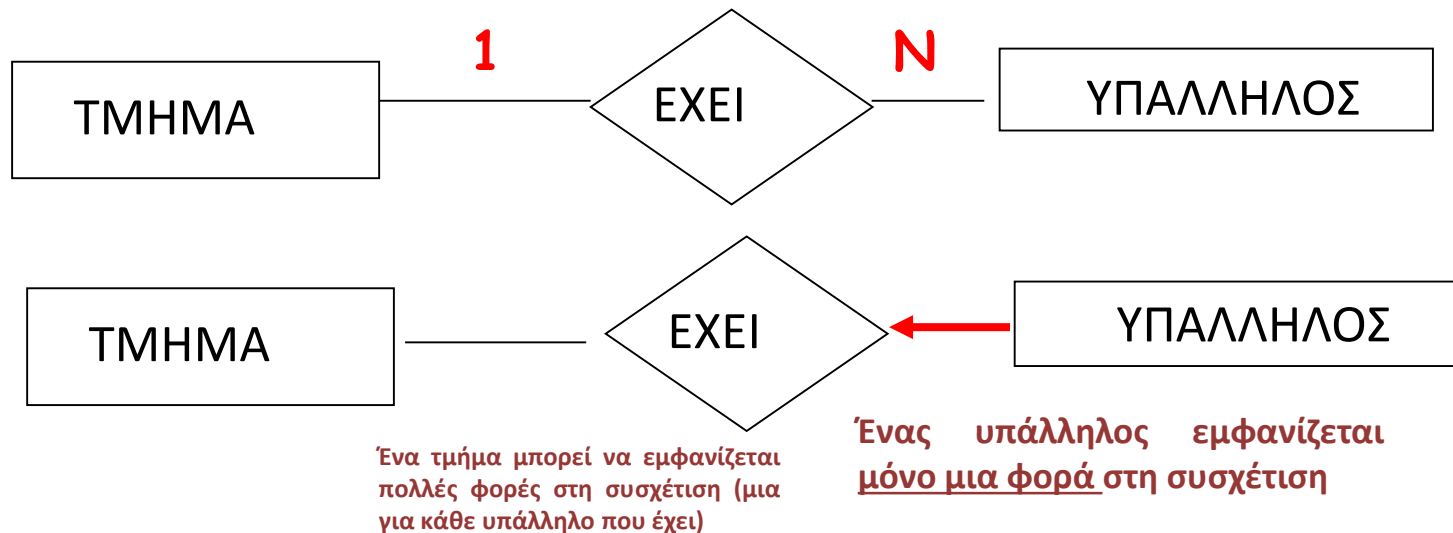 1
N
ΤΜΗΜΑ
ΕΧΕΙ
ΥΠΑΛΛΗΛΟΣ
ΤΜΗΜΑ
ΕΧΕΙ
ΥΠΑΛΛΗΛΟΣ
Ένα τμήμα μπορεί να εμφανίζεται
πολλές φορές στη συσχέτιση (μια
για κάθε υπάλληλο που έχει)
Ένας υπάλληλος εμφανίζεται
μόνο μια φορά στη συσχέτιση